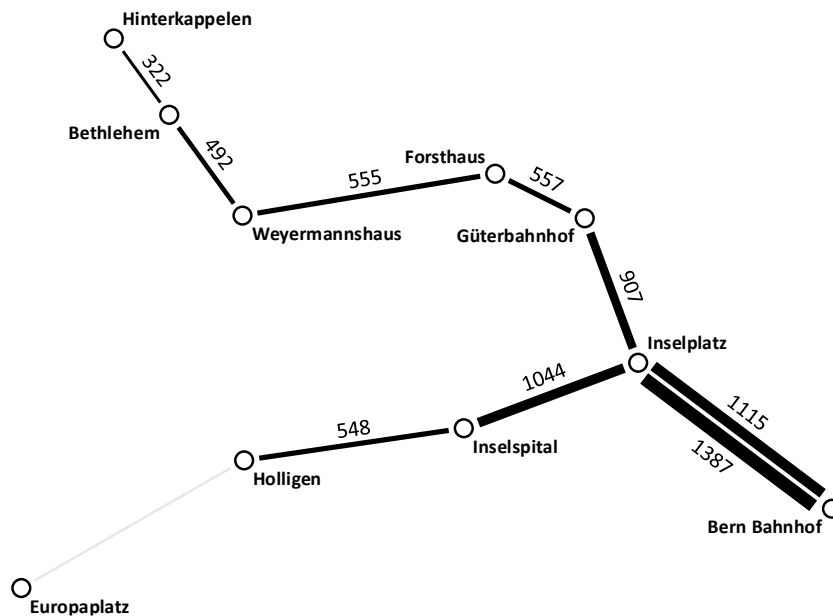 Hinterkappelen
322
Bethlehem
492
Forsthaus
555
557
Weyermannshaus
Güterbahnhof
907
Inselplatz
1044
1115
548
1387
Inselspital
Holligen
Bern Bahnhof
Europaplatz